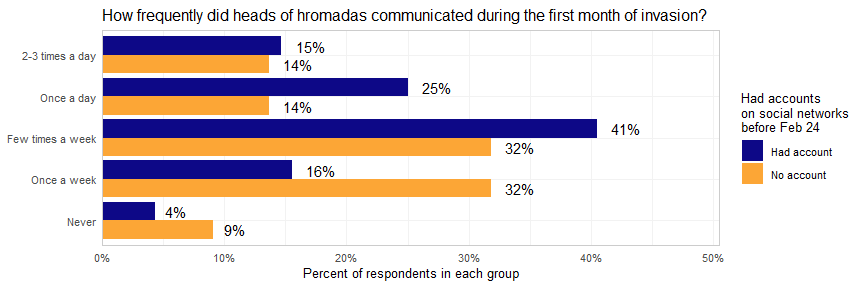 How frequently did heads of hromadas communicated during the first month of invasion?
2-3 times a day
15%
14%
Once a day
25%
14%
Few times a week
41%
32%
Once a week
16%
32%
Never
4%
9%
0%
10%
20%
30%
40%
50%
Percent of respondents in each group
Had accounts
on social networks
before Feb 24
Had account
No account